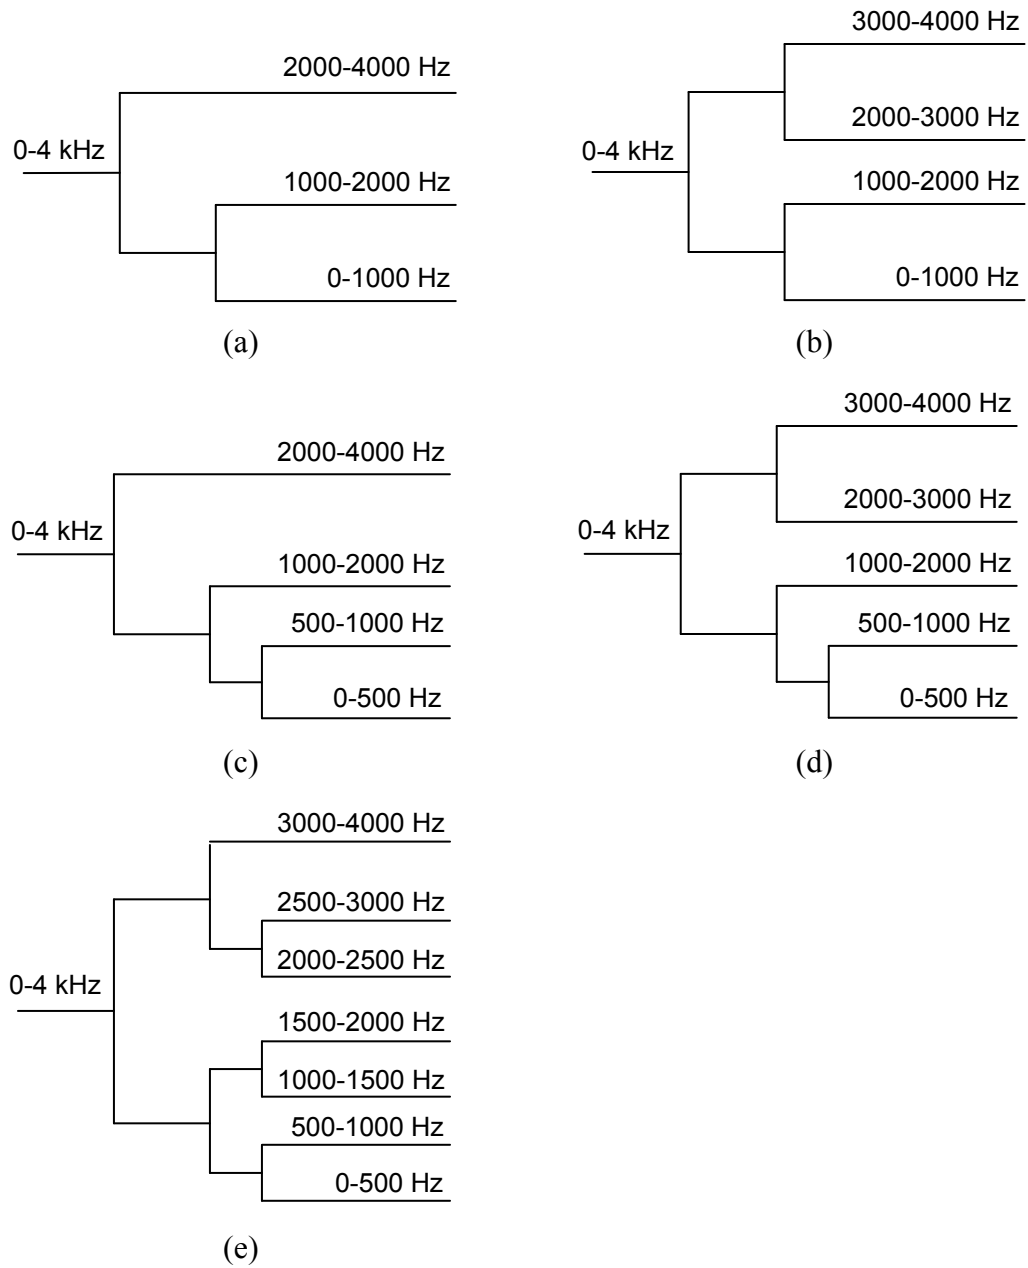 2000-4000 Hz
0-4 kHz
1000-2000 Hz
0-1000 Hz
(a)
3000-4000 Hz
2000-3000 Hz
0-4 kHz
1000-2000 Hz
0-1000 Hz
(b)
2000-4000 Hz
0-4 kHz
1000-2000 Hz
500-1000 Hz
0-500 Hz
(c)
3000-4000 Hz
2000-3000 Hz
0-4 kHz
1000-2000 Hz
500-1000 Hz
0-500 Hz
(d)
3000-4000 Hz
2500-3000 Hz
2000-2500 Hz
0-4 kHz
1500-2000 Hz
1000-1500 Hz
500-1000 Hz
0-500 Hz
(e)